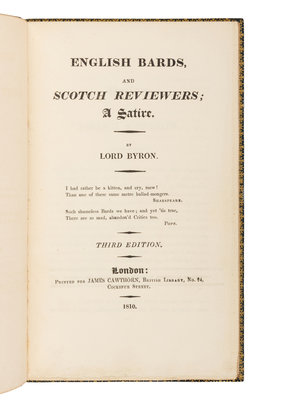 ENGLISH BARDS,
AND
SCOTCH REVIEWERS;
A Satire.
BY
LORD BYRON.
I had rather be a kitten, and cry, mew!
Than one of these same metre ballad-mongers.
SHAKSPEARE.
Such shameless Bards we have; and yet 'tis true,
There are as mad, abandon'd Critics too.
POPE.
THIRD EDITION.
London:
PRINTED FOR JAMES CAWTHORN, BRITISH LIBRARY, No. 24,
COCKSPUR STREET.
1810.